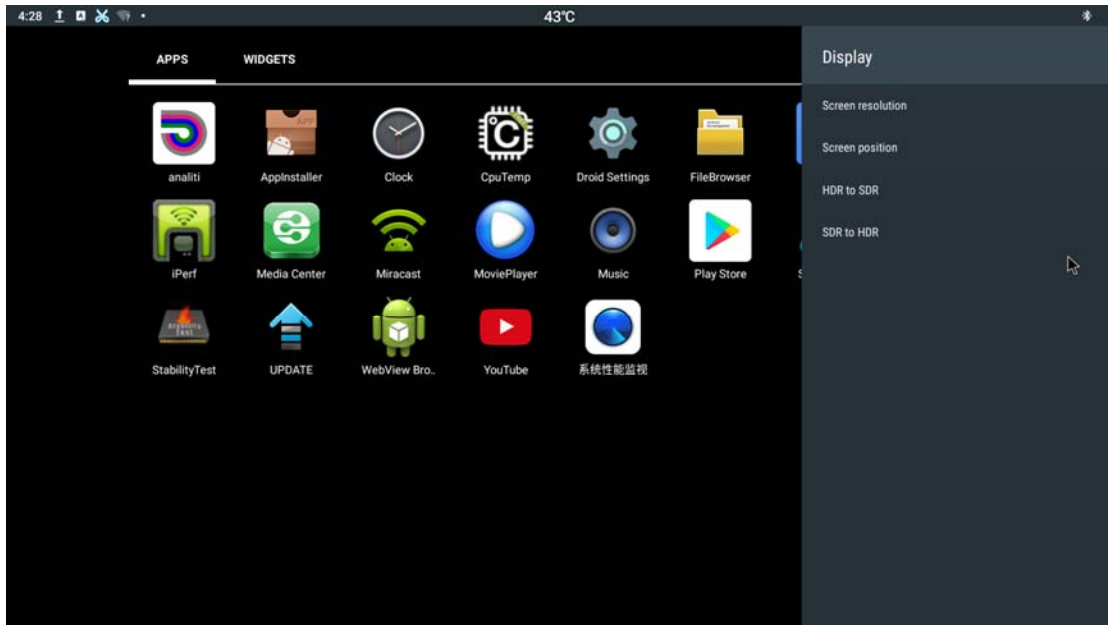 4:28
43°C
APPS WIDGETS
analiti AppInstaller Clock CpuTemp Droid Settings FileBrowser
iPerf Media Center Miracast MoviePlayer Music Play Store
StabilityTest UPDATE WebView Bro.. YouTube 系统性能监视
Display
Screen resolution
Screen position
HDR to SDR
SDR to HDR